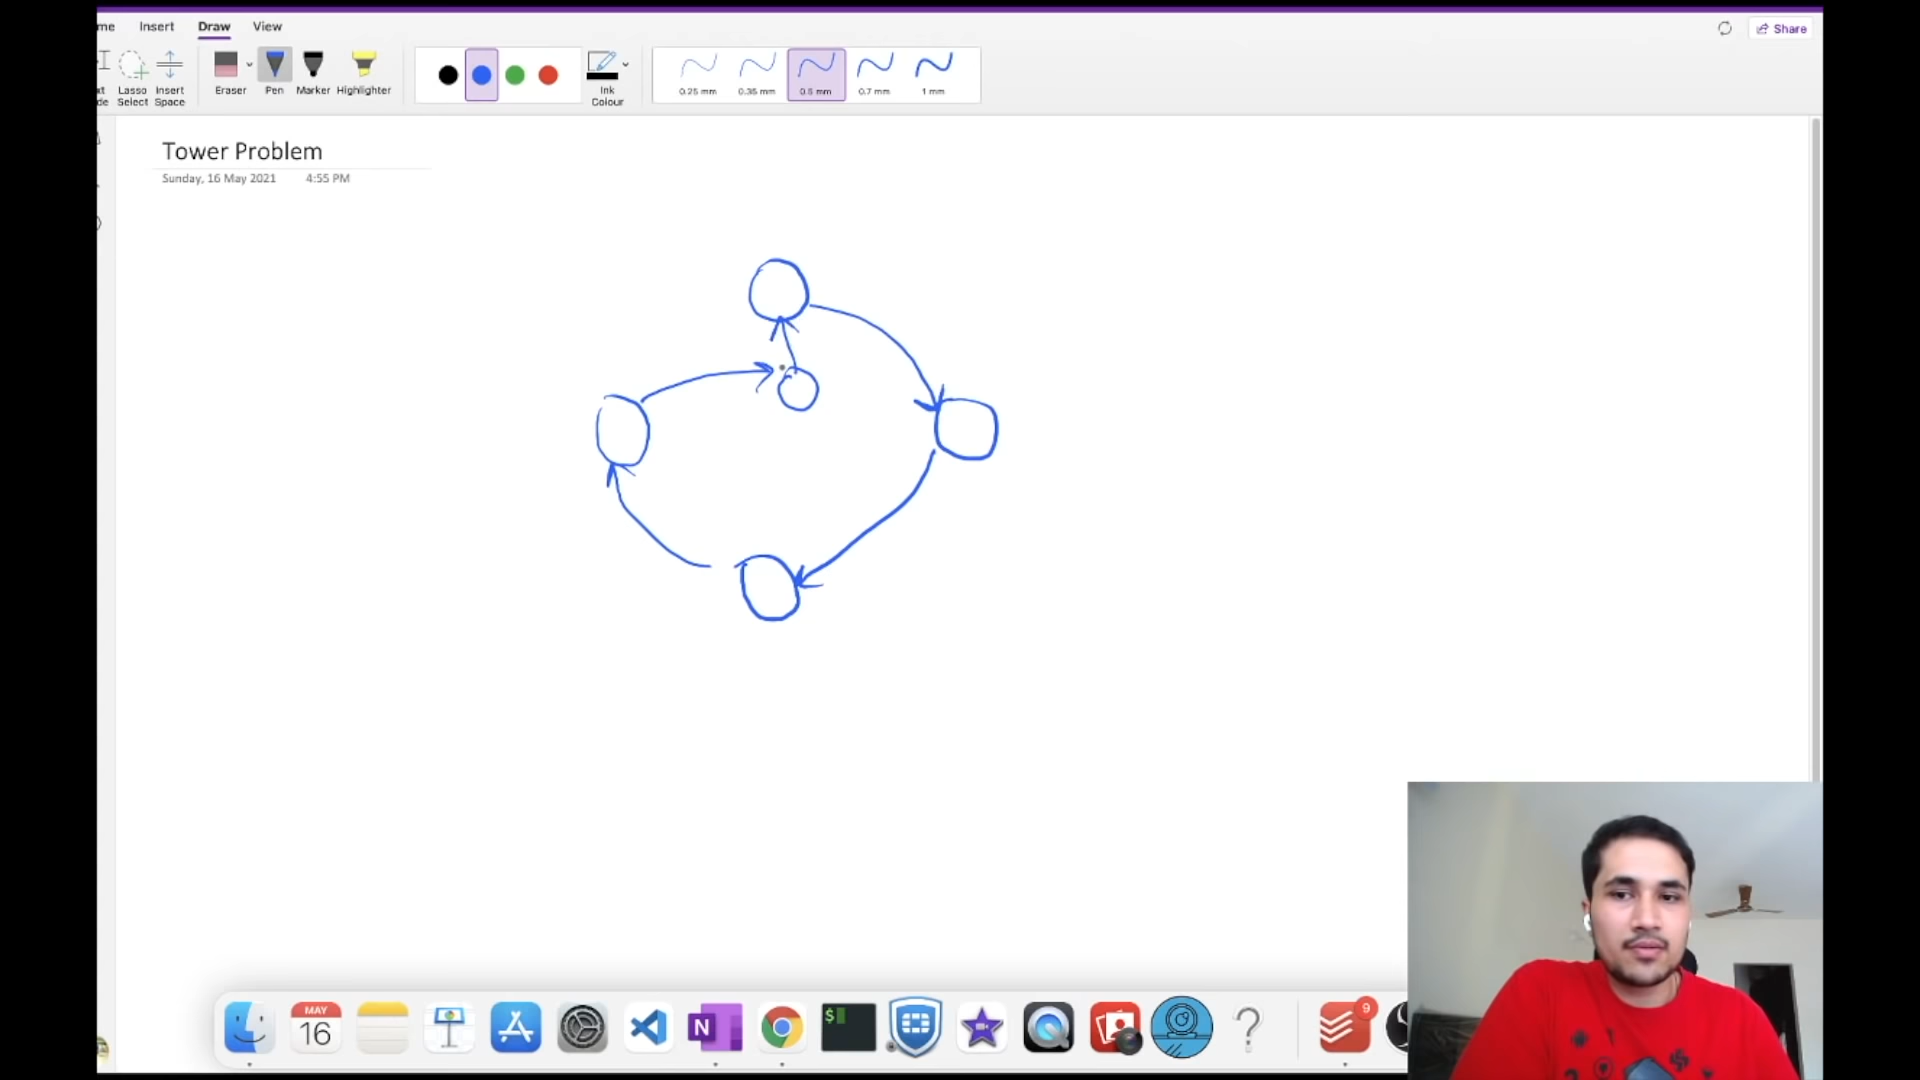 me Insert Draw View
Share
Lasso Select
Insert Space
Eraser
Pen
Marker
Highlighter
Ink Colour
0.25 mm
0.35 mm
0.5 mm
0.7 mm
1 mm
Tower Problem
Sunday, 16 May 2021 4:55 PM
MAY
16
N
$
?
9